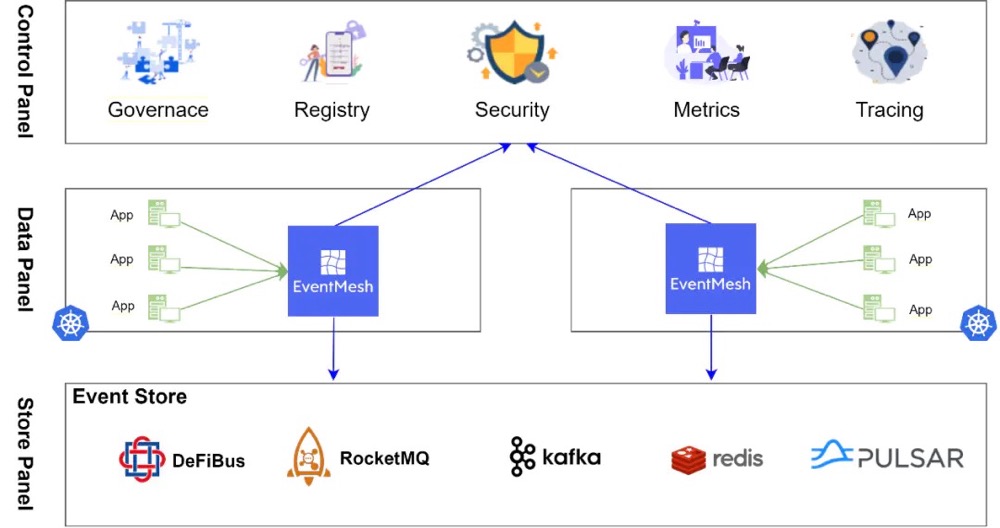 Control Panel
Governace
Registry
Security
Metrics
Tracing
Data Panel
App
App
App
EventMesh
EventMesh
App
App
App
Store Panel
Event Store
DeFiBus
RocketMQ
kafka
redis
PULSAR